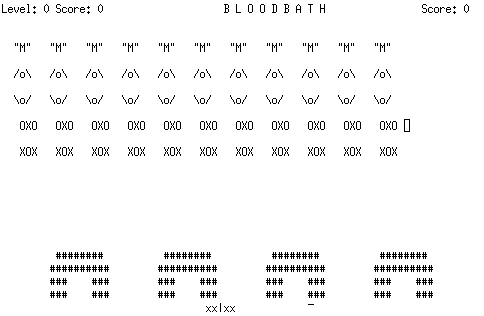 Level: 0 Score: 0 B L O O D B A T H Score: 0
"M" "M" "M" "M" "M" "M" "M" "M" "M" "M" "M"
/o\ /o\ /o\ /o\ /o\ /o\ /o\ /o\ /o\ /o\ /o\
\o/ \o/ \o/ \o/ \o/ \o/ \o/ \o/ \o/ \o/ \o/
OXO OXO OXO OXO OXO OXO OXO OXO OXO OXO OXO
XOX XOX XOX XOX XOX XOX XOX XOX XOX XOX XOX
######## ######## ######## ########
########## ########## ########## ##########
### ### ### ### ### ### ### ###
### ### ### ### ### ### ### ###
xx|xx